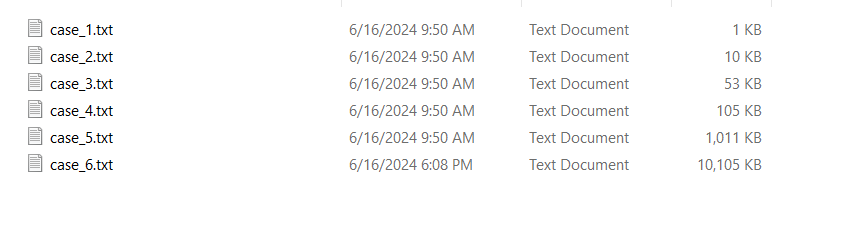 case_1.txt 6/16/2024 9:50 AM Text Document 1 KB
case_2.txt 6/16/2024 9:50 AM Text Document 10 KB
case_3.txt 6/16/2024 9:50 AM Text Document 53 KB
case_4.txt 6/16/2024 9:50 AM Text Document 105 KB
case_5.txt 6/16/2024 9:50 AM Text Document 1,011 KB
case_6.txt 6/16/2024 6:08 PM Text Document 10,105 KB